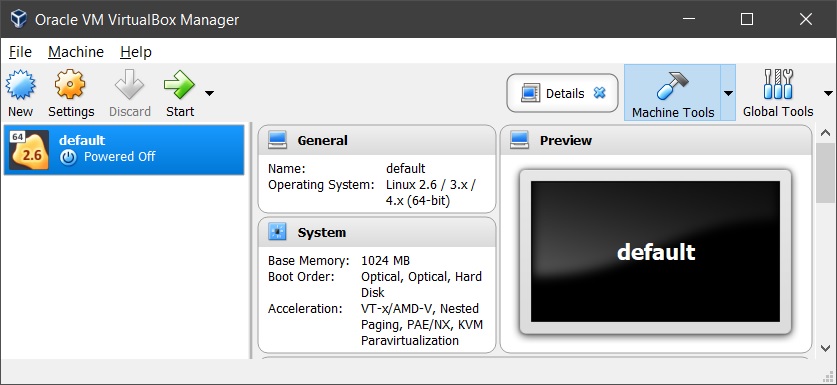 Oracle VM VirtualBox Manager
File Machine Help
New Settings Discard Start Details Machine Tools Global Tools
64
2.6
default
Powered Off
General
Name: default
Operating System: Linux 2.6 / 3.x /
4.x (64-bit)
System
Base Memory: 1024 MB
Boot Order: Optical, Optical, Hard
Disk
Acceleration: VT-x/AMD-V, Nested
Paging, PAE/NX, KVM
Paravirtualization
Preview
default